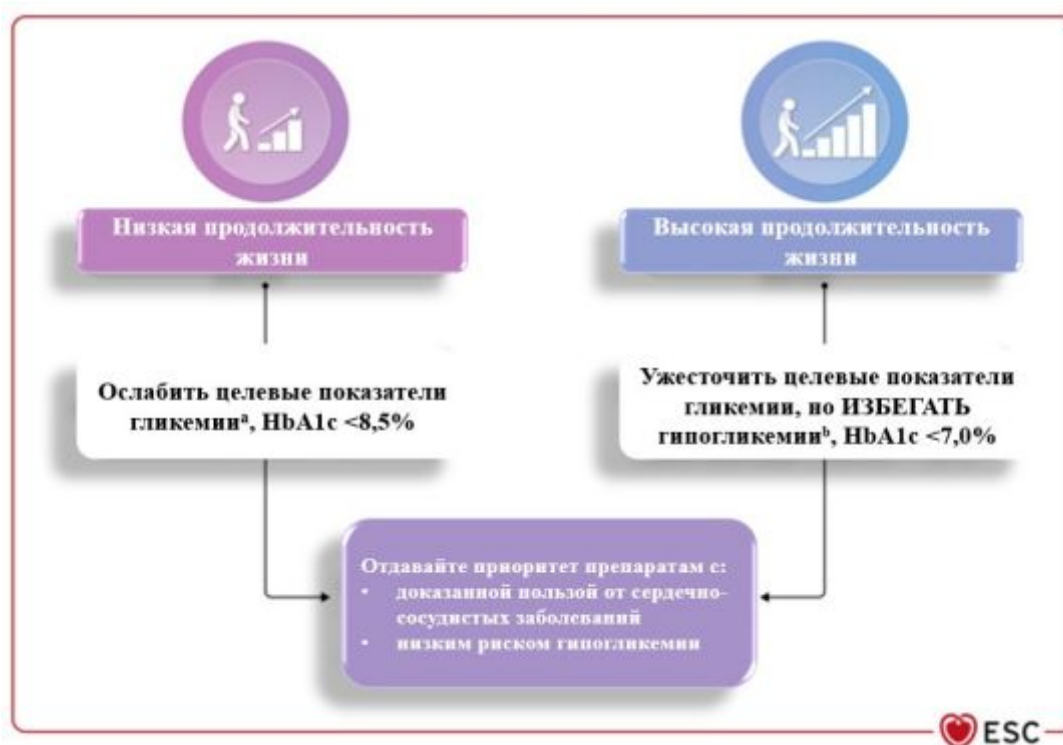 Низкая продолжительность
жизни
Высокая продолжительность
жизни
Ослабить целевые показатели
гликемииᵃ, HbA1c <8,5%
Ужесточить целевые показатели
гликемии, но ИЗБЕГАТЬ
гипогликемииᵇ, HbA1c <7,0%
Отдавайте приоритет препаратам с:
• доказанной пользой от сердечно-
сосудистых заболеваний
• низким риском гипогликемии
ESC